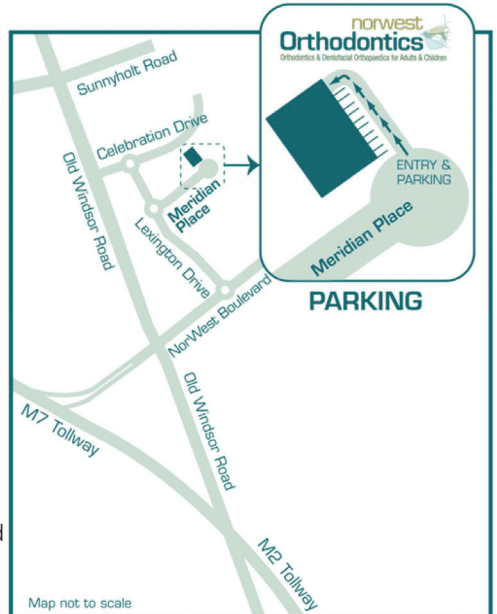 norwest
Orthodontics
Orthodontics & Dentofacial Orthopaedics for Adults & Children
Sunnyholt Road
Celebration Drive
Old Windsor Road
Meridian
Place
Lexington Drive
ENTRY &
PARKING
Meridian Place
PARKING
NorWest Boulevard
Old Windsor Road
M7 Tollway
M2 Tollway
Map not to scale